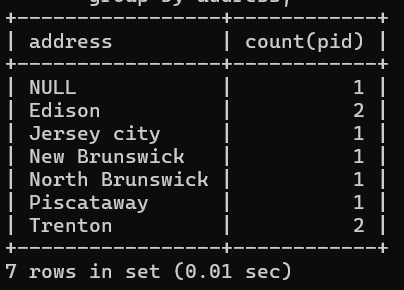 group by address;
+-----------------+------------+
| address         | count(pid) |
+-----------------+------------+
| NULL            |          1 |
| Edison          |          2 |
| Jersey city     |          1 |
| New Brunswick   |          1 |
| North Brunswick |          1 |
| Piscataway      |          1 |
| Trenton         |          2 |
+-----------------+------------+
7 rows in set (0.01 sec)